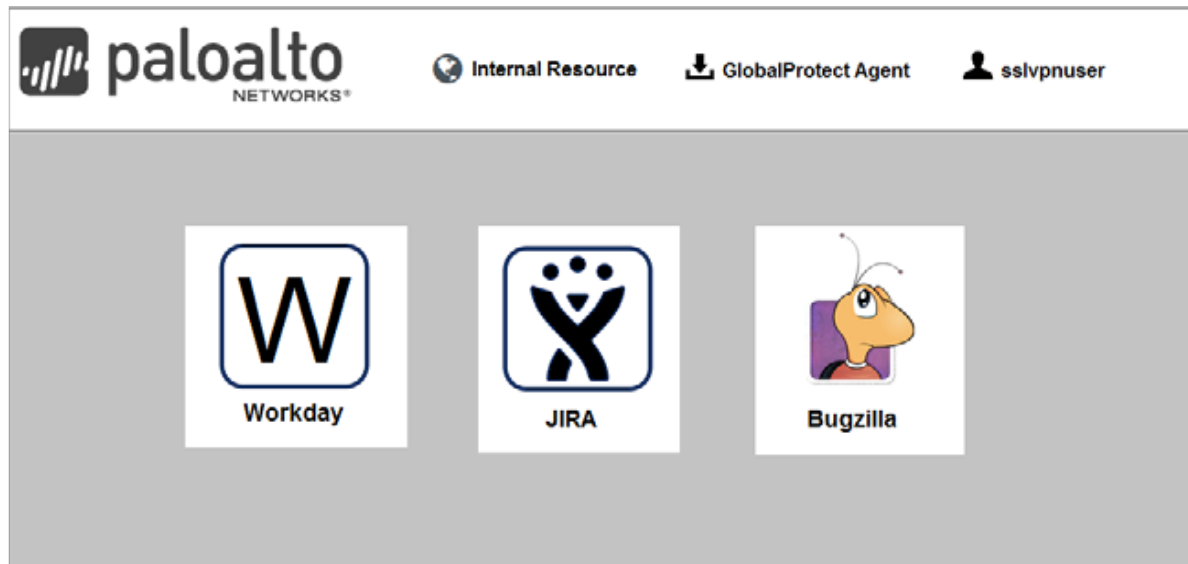 paloalto
NETWORKS®
Internal Resource
GlobalProtect Agent
sslvpnuser
W
Workday
JIRA
Bugzilla